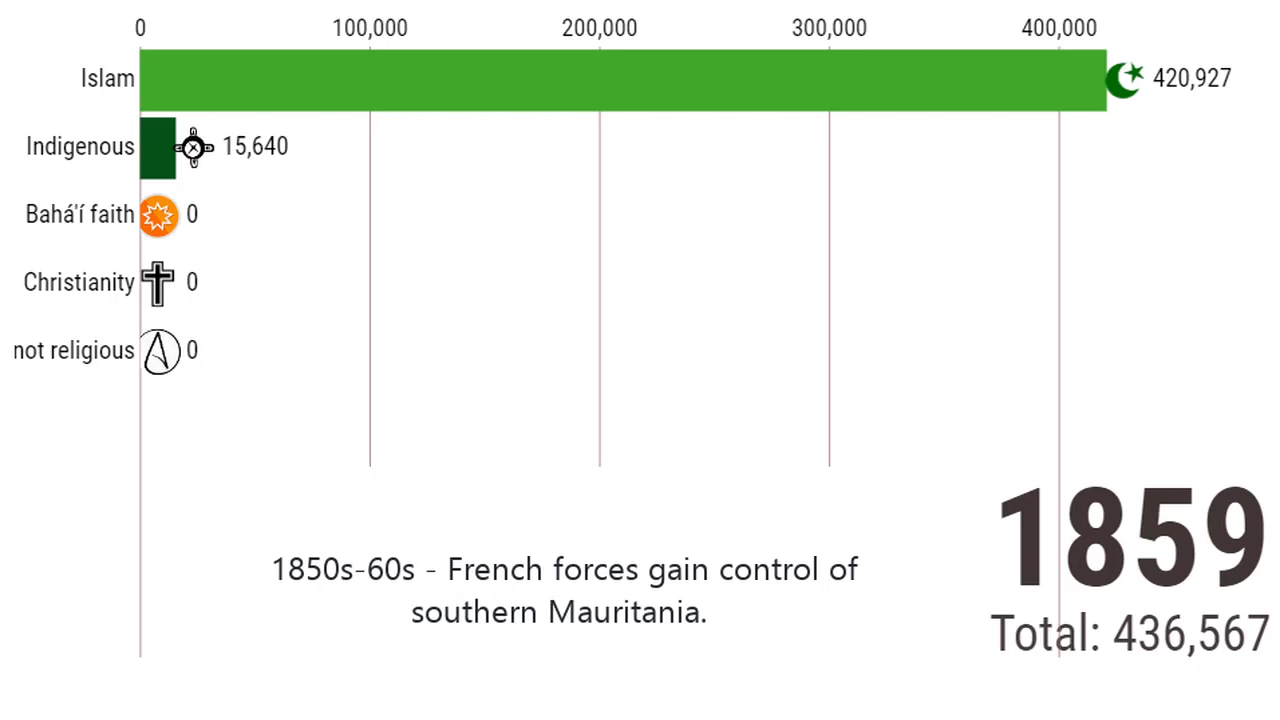 0 100,000 200,000 300,000 400,000
Islam 420,927
Indigenous 15,640
Bahá'í faith 0
Christianity 0
not religious 0
1859
1850s-60s - French forces gain control of
southern Mauritania.
Total: 436,567